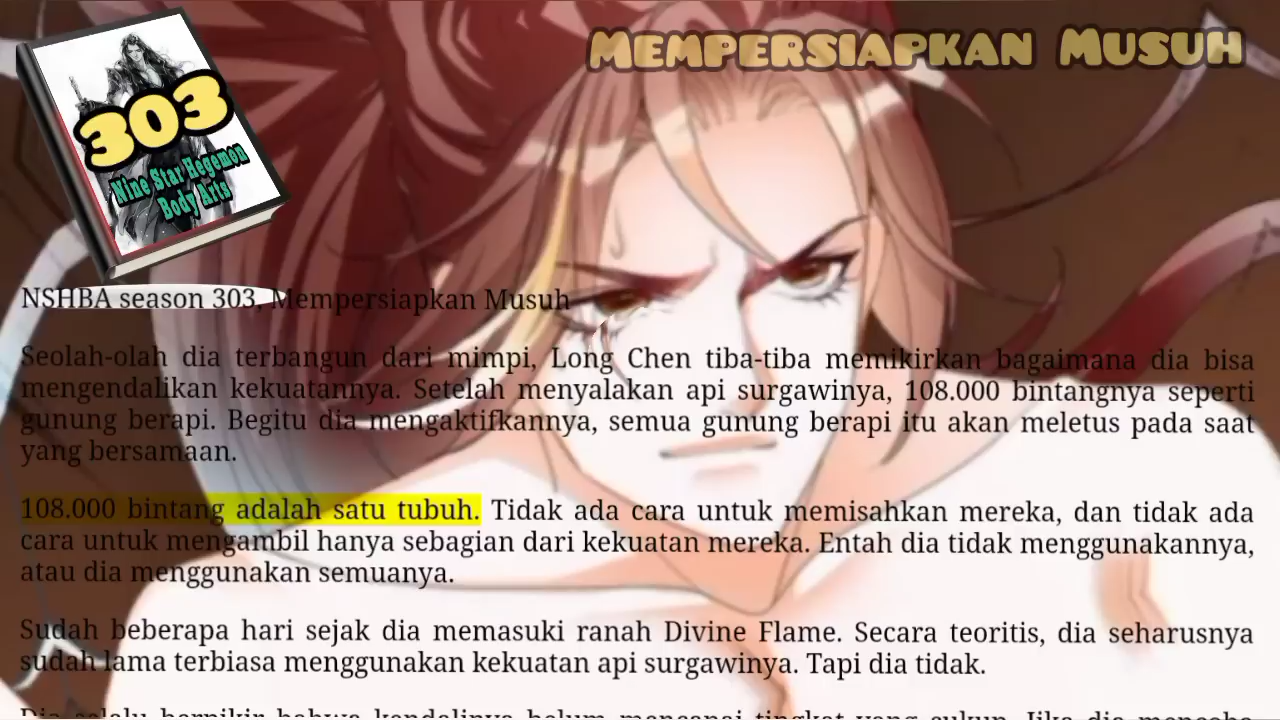 MEMPERSIAPKAN MUSUH
303
Nine Star Hegemon
Body Arts
NSHBA season 303, Mempersiapkan Musuh
Seolah-olah dia terbangun dari mimpi, Long Chen tiba-tiba memikirkan bagaimana dia bisa
mengendalikan kekuatannya. Setelah menyalakan api surgawinya, 108.000 bintangnya seperti
gunung berapi. Begitu dia mengaktifkannya, semua gunung berapi itu akan meletus pada saat
yang bersamaan.
108.000 bintang adalah satu tubuh. Tidak ada cara untuk memisahkan mereka, dan tidak ada
cara untuk mengambil hanya sebagian dari kekuatan mereka. Entah dia tidak menggunakannya,
atau dia menggunakan semuanya.
Sudah beberapa hari sejak dia memasuki ranah Divine Flame. Secara teoritis, dia seharusnya
sudah lama terbiasa menggunakan kekuatan api surgawinya. Tapi dia tidak.